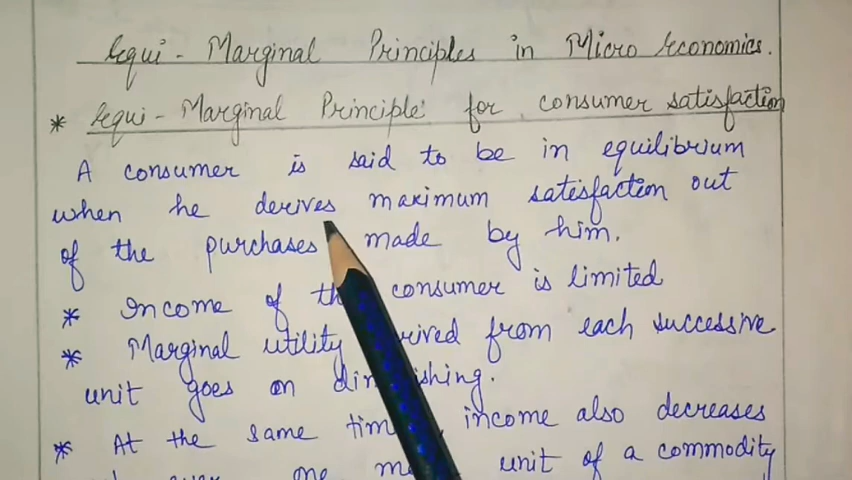 Equi - Marginal Principles in Micro Economics.
* Equi - Marginal Principle for consumer satisfaction
A consumer is said to be in equilibrium
when he derives maximum satisfaction out
of the purchases made by him.
* Income of the consumer is limited
* Marginal utility derived from each successive
unit goes on diminishing.
* At the same time, income also decreases
one unit of a commodity